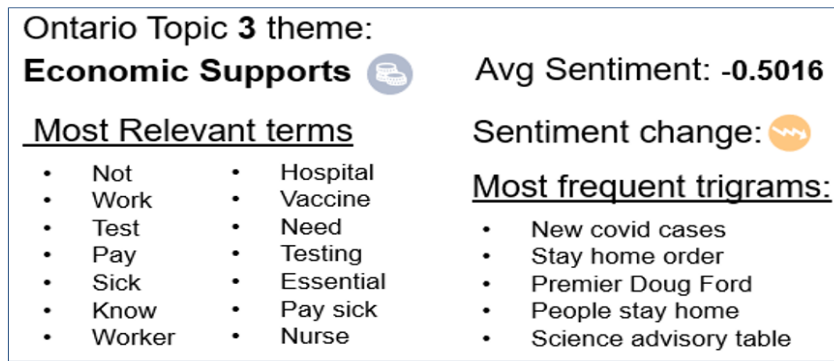 Ontario Topic 3 theme:
Economic Supports
Avg Sentiment: -0.5016
Most Relevant terms
Sentiment change:
• Not
• Work
• Test
• Pay
• Sick
• Know
• Worker
• Hospital
• Vaccine
• Need
• Testing
• Essential
• Pay sick
• Nurse
Most frequent trigrams:
• New covid cases
• Stay home order
• Premier Doug Ford
• People stay home
• Science advisory table